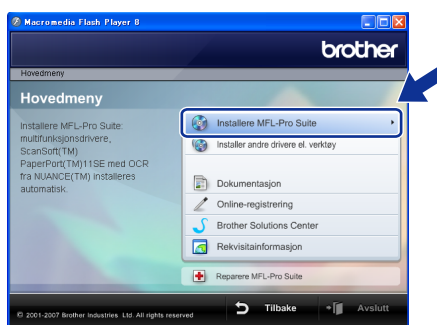 Macromedia Flash Player 8
brother
Hovedmeny
Hovedmeny
Installere MFL-Pro Suite:
multifunksjonsdrivere,
ScanSoft(TM)
PaperPort(TM)11SE med OCR
fra NUANCE(TM) installeres
automatisk.
Installere MFL-Pro Suite
Installer andre drivere el. verktøy
Dokumentasjon
Online-registrering
Brother Solutions Center
Rekvisitainformasjon
Reparere MFL-Pro Suite
© 2001-2007 Brother Industries Ltd. All rights reserved
Tilbake
Avslutt